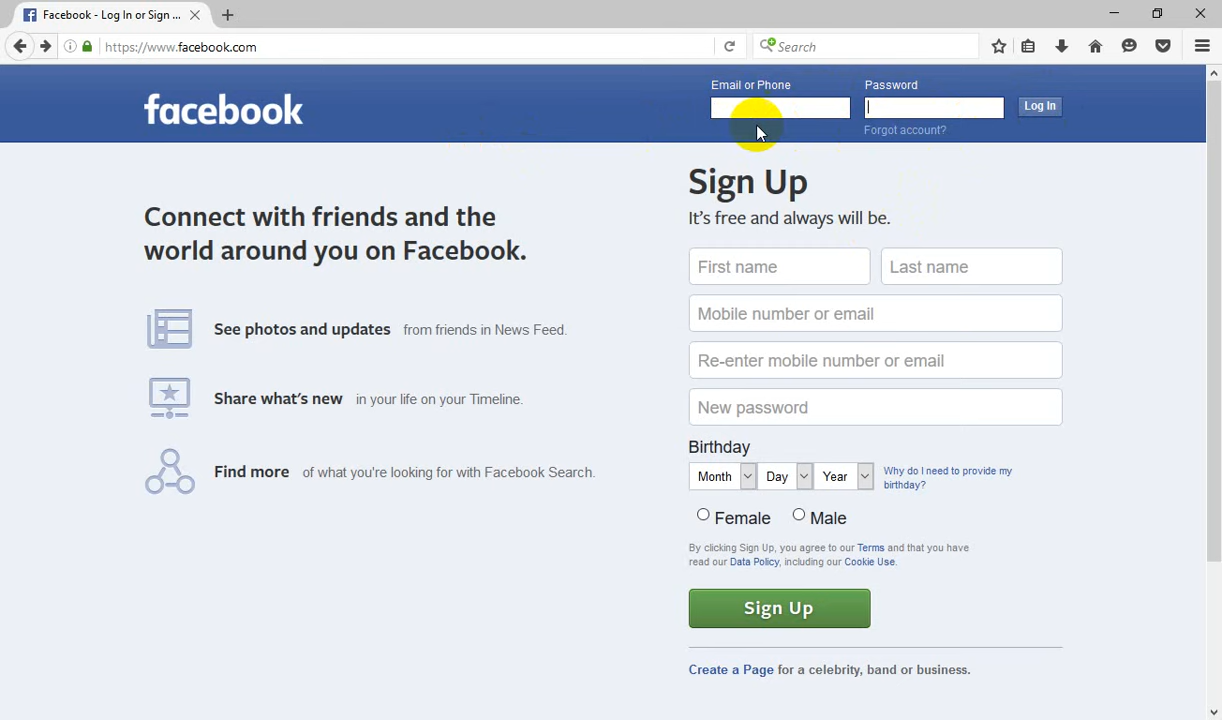 Facebook - Log In or Sign ...
https://www.facebook.com
Search
facebook
Email or Phone
Password
Log In
Forgot account?
Connect with friends and the
world around you on Facebook.
See photos and updates from friends in News Feed.
Share what's new in your life on your Timeline.
Find more of what you're looking for with Facebook Search.
Sign Up
It's free and always will be.
First name
Last name
Mobile number or email
Re-enter mobile number or email
New password
Birthday
Month
Day
Year
Why do I need to provide my
birthday?
Female
Male
By clicking Sign Up, you agree to our Terms and that you have
read our Data Policy, including our Cookie Use.
Sign Up
Create a Page for a celebrity, band or business.